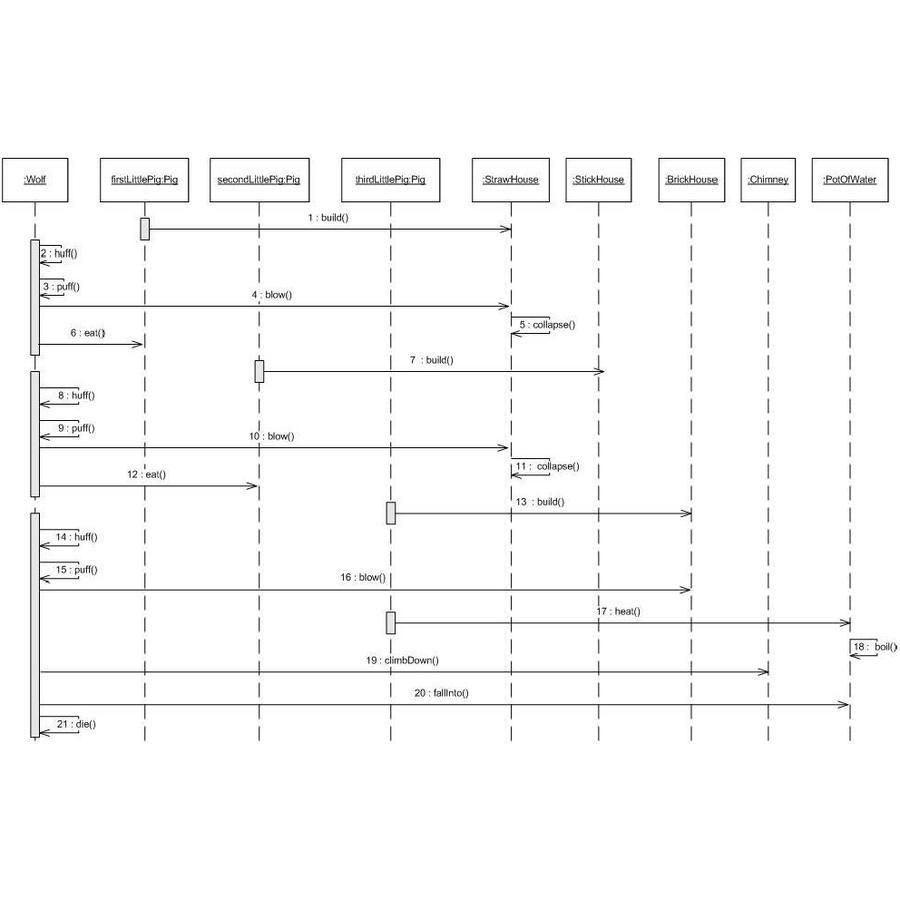 :Wolf
firstLittlePig:Pig
secondLittlePig:Pig
thirdLittlePig:Pig
:StrawHouse
:StickHouse
:BrickHouse
:Chimney
:PotOfWater
1 : build()
2 : huff()
3 : puff()
4 : blow()
5 : collapse()
6 : eat()
7 : build()
8 : huff()
9 : puff()
10 : blow()
11 : collapse()
12 : eat()
13 : build()
14 : huff()
15 : puff()
16 : blow()
17 : heat()
18 : boil()
19 : climbDown()
20 : fallInto()
21 : die()